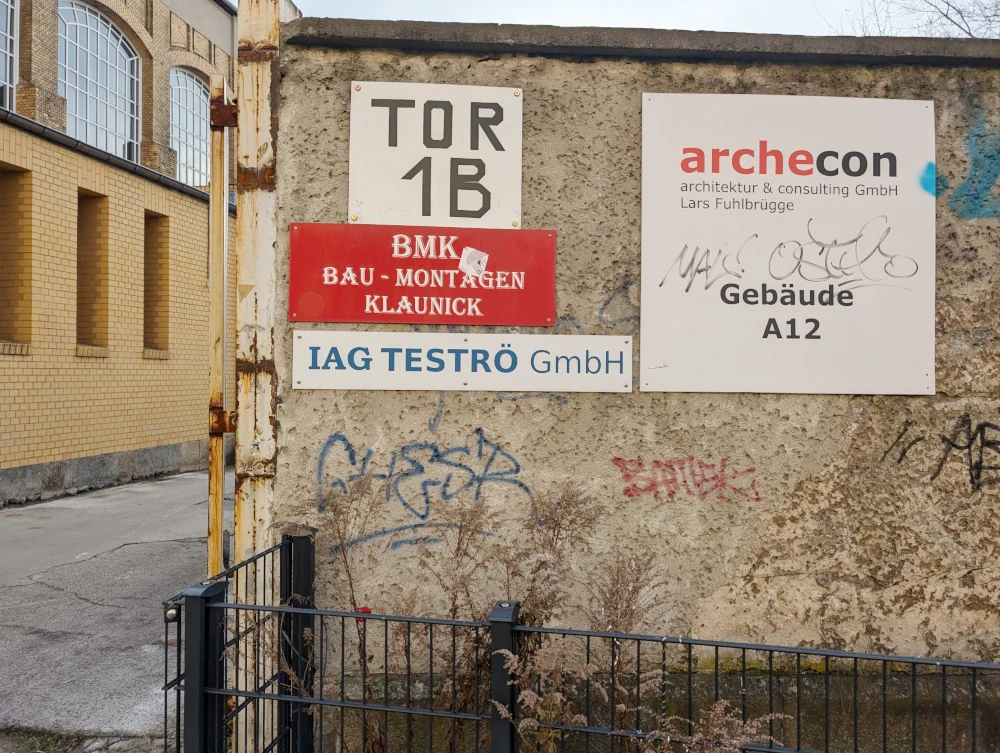 TOR
1B
BMK
BAU - MONTAGEN
KLAUNICK
IAG TESTRÖ GmbH
archecon
architektur & consulting GmbH
Lars Fuhlbrügge
Gebäude
A12